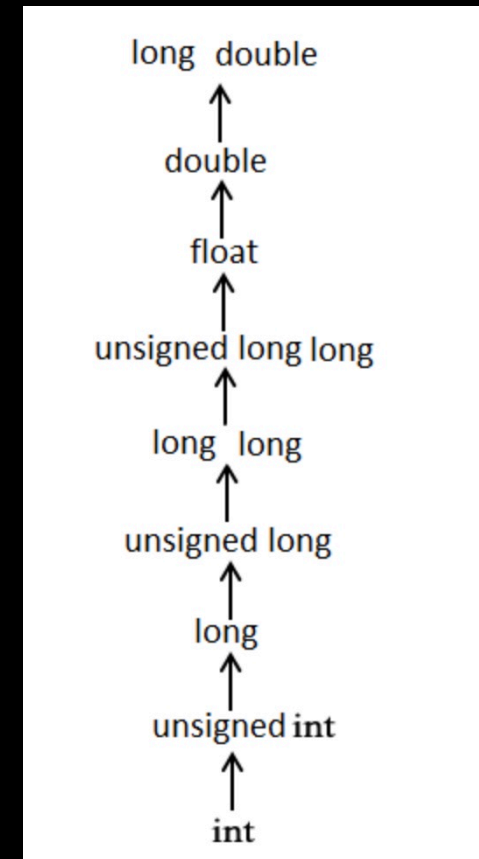 long double
double
float
unsigned long long
long long
unsigned long
long
unsigned int
int